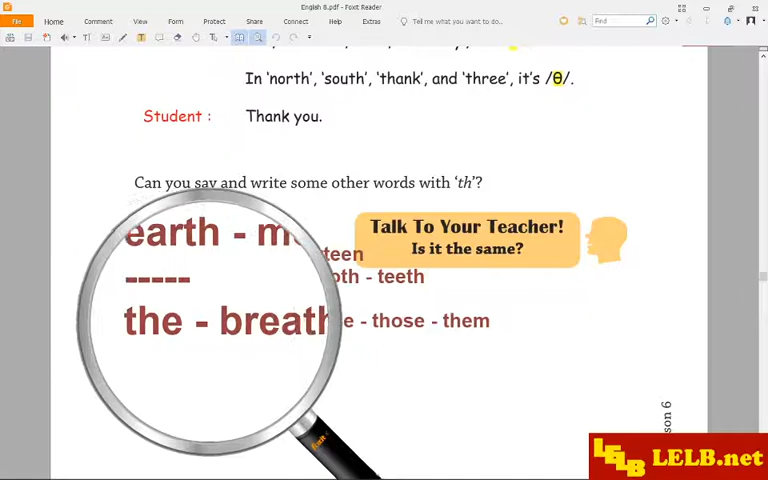 English 8.pdf - Foxit Reader
File Home Comment View Form Protect Share Connect Help Extras Tell me what you want to do... Find
In ‘north’, ‘south’, ‘thank’, and ‘three’, it’s /θ/.
Student : Thank you.
Can you say and write some other words with ‘th’?
Talk To Your Teacher!
Is it the same?
earth - m
teen
oth - teeth
-----
the - breath
e - those - them
son 6
LELB LELB.net